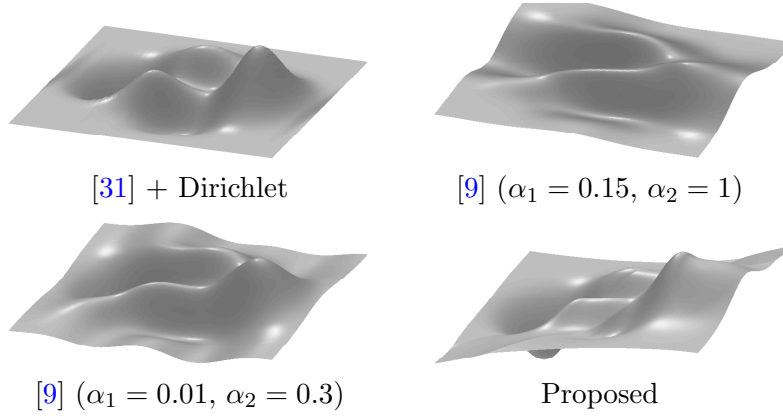 [31] + Dirichlet
[9] (α₁ = 0.15, α₂ = 1)
[9] (α₁ = 0.01, α₂ = 0.3)
Proposed